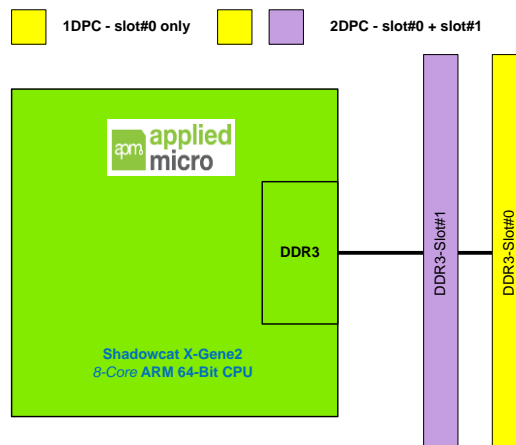 1DPC - slot#0 only
2DPC - slot#0 + slot#1
apm
applied
micro
DDR3
DDR3-Slot#1
DDR3-Slot#0
Shadowcat X-Gene2
8-Core ARM 64-Bit CPU